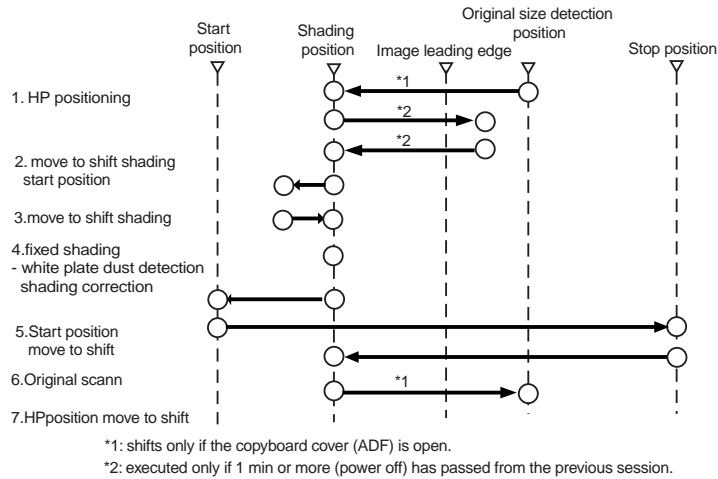 Original size detection
position
Start
position
Shading
position
Image leading edge
Stop position
*1
1. HP positioning
*2
*2
2. move to shift shading
start position
3.move to shift shading
4.fixed shading
- white plate dust detection
shading correction
5.Start position
move to shift
6.Original scann
*1
7.HPposition move to shift
*1: shifts only if the copyboard cover (ADF) is open.
*2: executed only if 1 min or more (power off) has passed from the previous session.